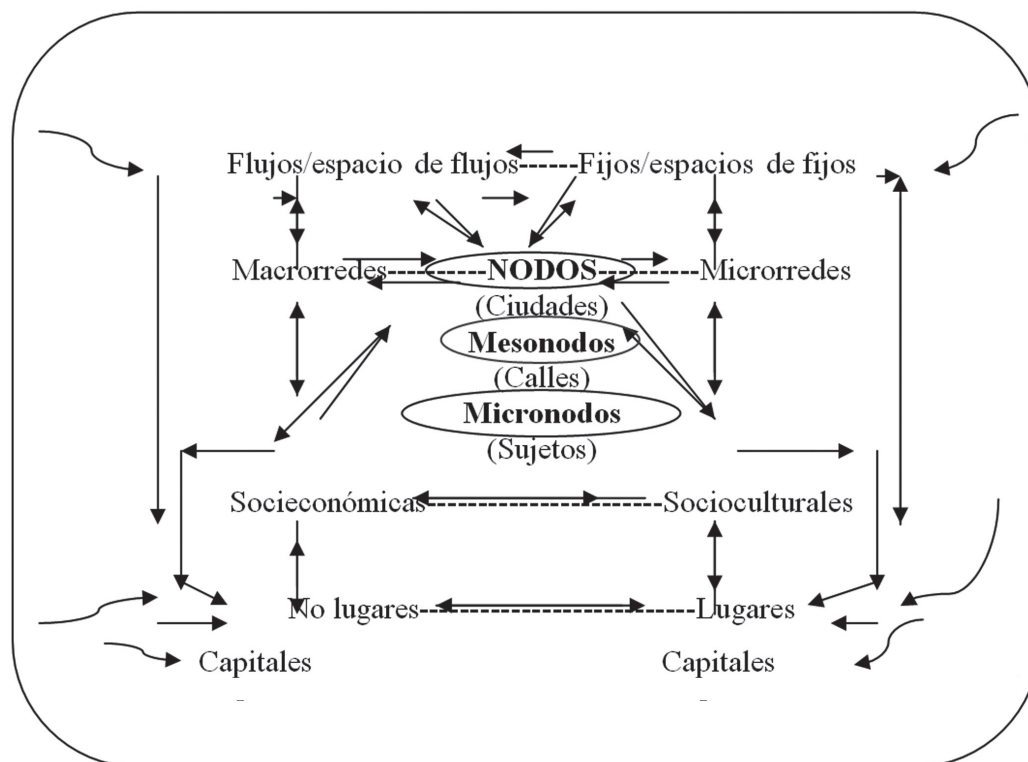 Flujos/espacio de flujos-----Fijos/espacios de fijos
Macrorredes--------NODOS--------Microrredes
(Ciudades)
Mesonodos
(Calles)
Micronodos
(Sujetos)
Socieconómicas-------------------Socioculturales
No lugares----------------------Lugares
Capitales Capitales